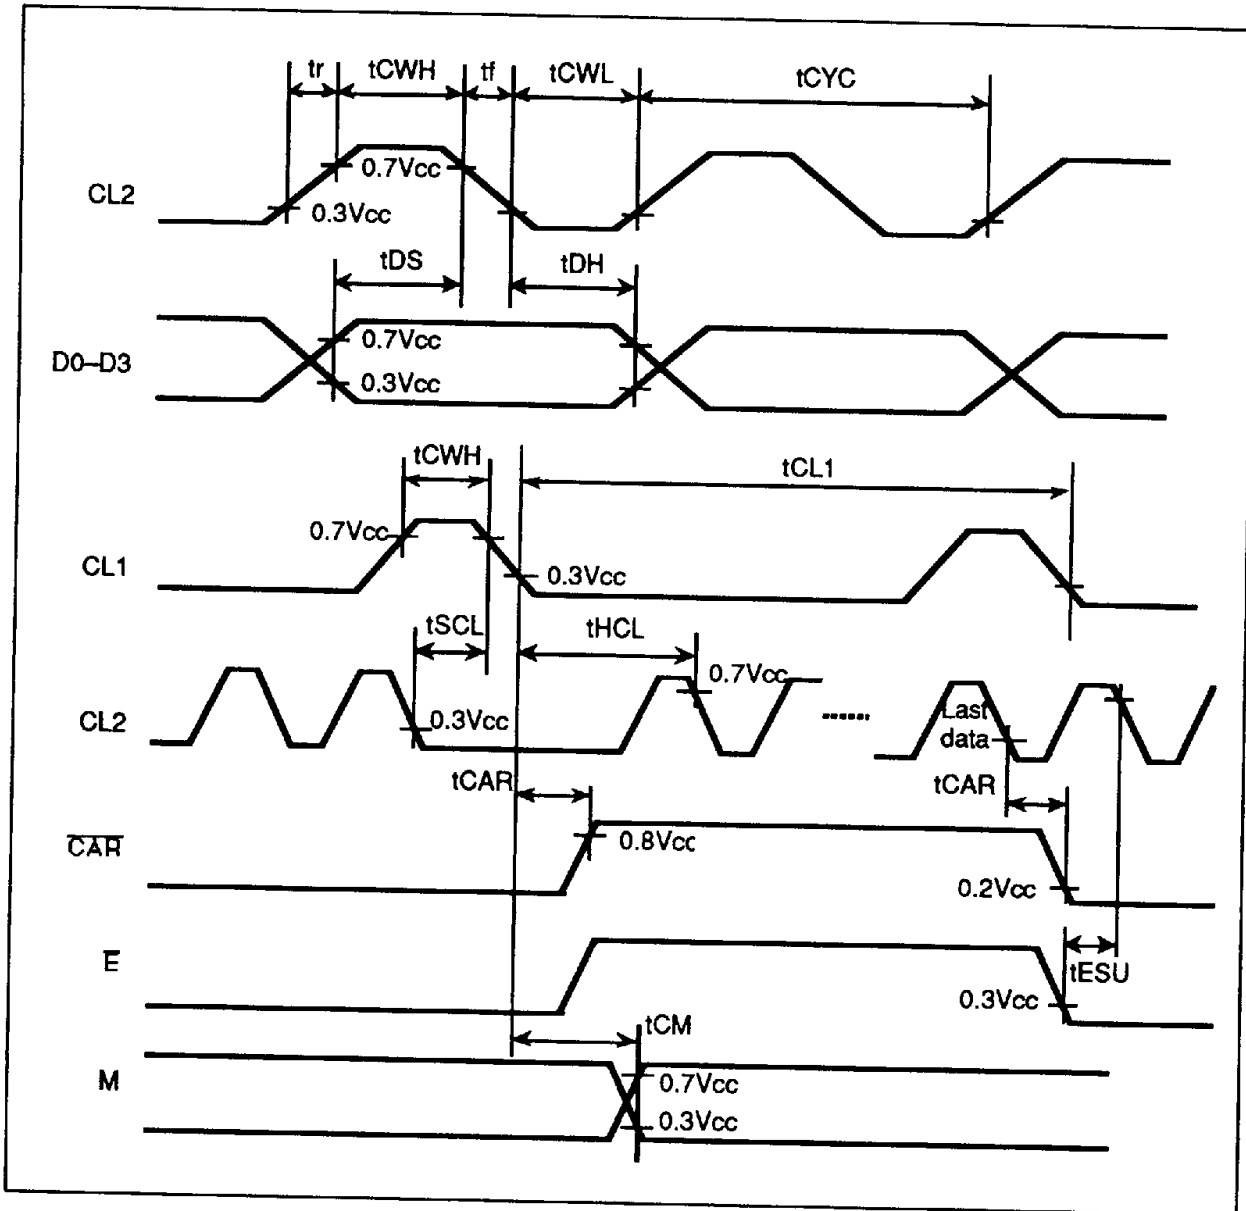 tr tCWH tf tCWL tCYC
CL2
0.7Vcc
0.3Vcc
tDS tDH
D0–D3
0.7Vcc
0.3Vcc
tCWH tCL1
0.7Vcc
CL1
0.3Vcc
tSCL tHCL
0.7Vcc
CL2
0.3Vcc
Last
data
tCAR tCAR
CAR
0.8Vcc
0.2Vcc
E
tESU
0.3Vcc
tCM
M
0.7Vcc
0.3Vcc